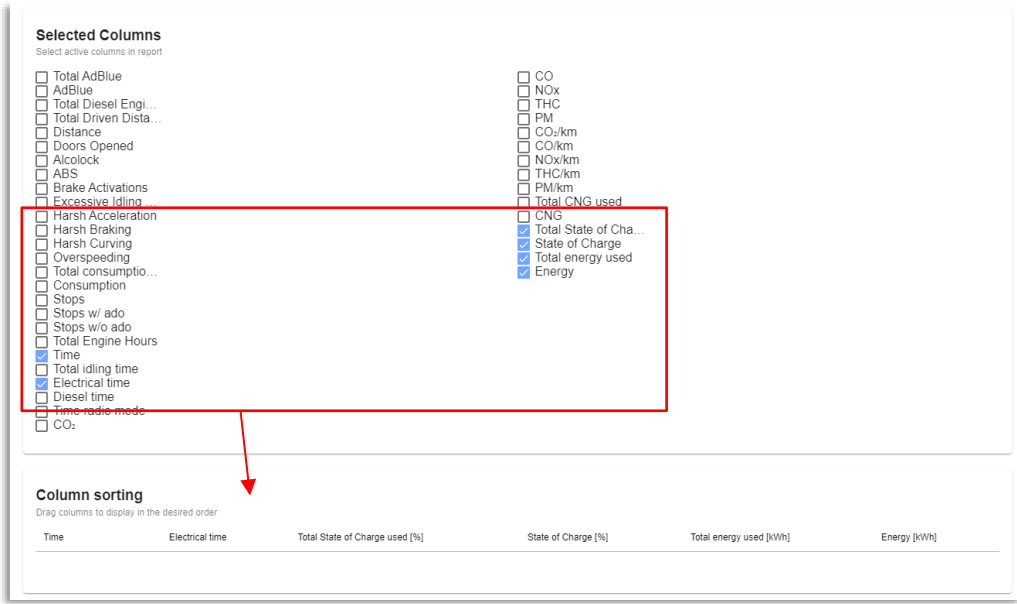 Selected Columns
Select active columns in report
Total AdBlue
AdBlue
Total Diesel Engi...
Total Driven Dista...
Distance
Doors Opened
Alcolock
ABS
Brake Activations
Excessive Idling ...
Harsh Acceleration
Harsh Braking
Harsh Curving
Overspeeding
Total consumptio...
Consumption
Stops
Stops w/ ado
Stops w/o ado
Total Engine Hours
Time
Total idling time
Electrical time
Diesel time
Time radio mode
CO₂
CO
NOx
THC
PM
CO₂/km
CO/km
NOx/km
THC/km
PM/km
Total CNG used
CNG
Total State of Cha...
State of Charge
Total energy used
Energy
Column sorting
Drag columns to display in the desired order
Time Electrical time Total State of Charge used [%] State of Charge [%] Total energy used [kWh] Energy [kWh]